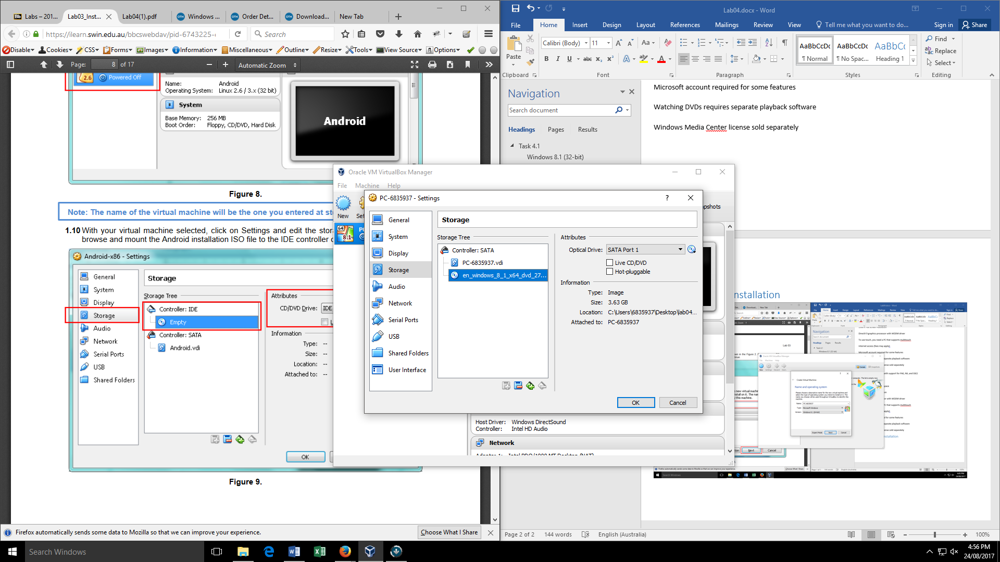 Labs – 201...
Lab03_Inst...
Lab04(1).pdf
Windows ...
Order Det...
Download...
New Tab
https://ilearn.swin.edu.au/bbcswebdav/pid-6743225-
Search
Disable
Cookies
CSS
Forms
Images
Information
Miscellaneous
Outline
Resize
Tools
View Source
Options
Page: 8 of 17
Automatic Zoom
2.6 Powered Off
Name: Android
Operating System: Linux 2.6 / 3.x (32 bit)
System
Base Memory: 256 MB
Boot Order: Floppy, CD/DVD, Hard Disk
Android
Figure 8.
Note: The name of the virtual machine will be the one you entered at
1.10 With your virtual machine selected, click on Settings and edit the
browse and mount the Android installation ISO file to the IDE controller
Android-x86 - Settings
General
System
Display
Storage
Audio
Network
Serial Ports
USB
Shared Folders
Storage
Storage Tree
Controller: IDE
Empty
Controller: SATA
Android.vdi
Attributes
CD/DVD Drive: IDE
Information
Type: --
Size: --
Location: --
Attached to: --
OK
Figure 9.
Firefox automatically sends some data to Mozilla so that we can improve your experience.
Choose What I Share
Lab04.docx - Word
File
Home
Insert
Design
Layout
References
Mailings
Review
View
Tell me what you want to do...
Sign in
Share
Paste
Clipboard
Calibri (Body)
11
Font
Paragraph
AaBbCcDc
¶ Normal
AaBbCcDc
¶ No Spac...
AaBbCc
Heading 1
Styles
Find
Replace
Select
Editing
Navigation
Search document
Headings
Pages
Results
Task 4.1
Windows 8.1 (32-bit)
Microsoft account required for some features
Watching DVDs requires separate playback software
Windows Media Center license sold separately
nstallation
Page 2 of 2
144 words
English (Australia)
100%
Oracle VM VirtualBox Manager
File
Machine
Help
New
Set
pshots
64
8.1
PC
PC-6835937 - Settings
General
System
Display
Storage
Audio
Network
Serial Ports
USB
Shared Folders
User Interface
Storage
Storage Tree
Controller: SATA
PC-6835937.vdi
en_windows_8_1_x64_dvd_27...
Attributes
Optical Drive: SATA Port 1
Live CD/DVD
Hot-pluggable
Information
Type: Image
Size: 3.63 GB
Location: C:\Users\6835937\Desktop\lab04...
Attached to: PC-6835937
OK
Cancel
Host Driver: Windows DirectSound
Controller: Intel HD Audio
Network
Adapter 1: Intel PRO/1000 MT Desktop (NAT)
Search Windows
4:56 PM
24/08/2017